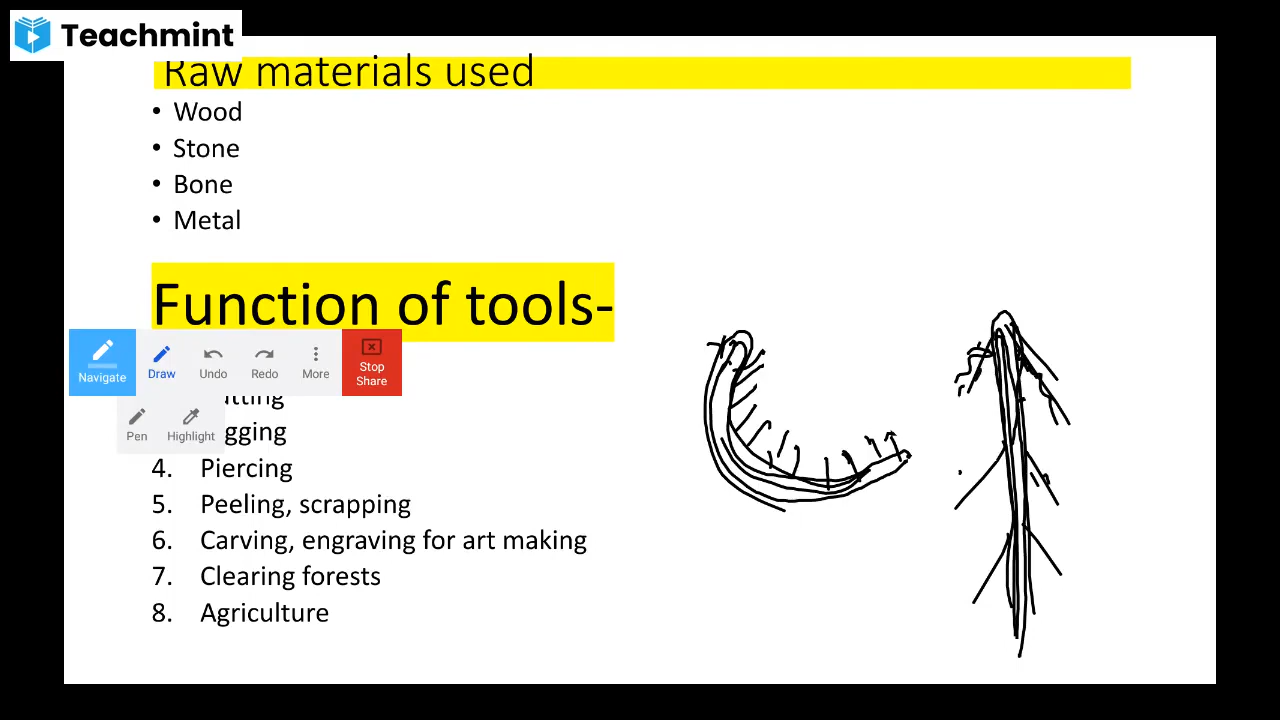 Teachmint
Raw materials used
• Wood
• Stone
• Bone
• Metal
Function of tools-
Navigate
Draw
Undo
Redo
More
Stop
Share
Pen
Highlight
4. Piercing
5. Peeling, scrapping
6. Carving, engraving for art making
7. Clearing forests
8. Agriculture